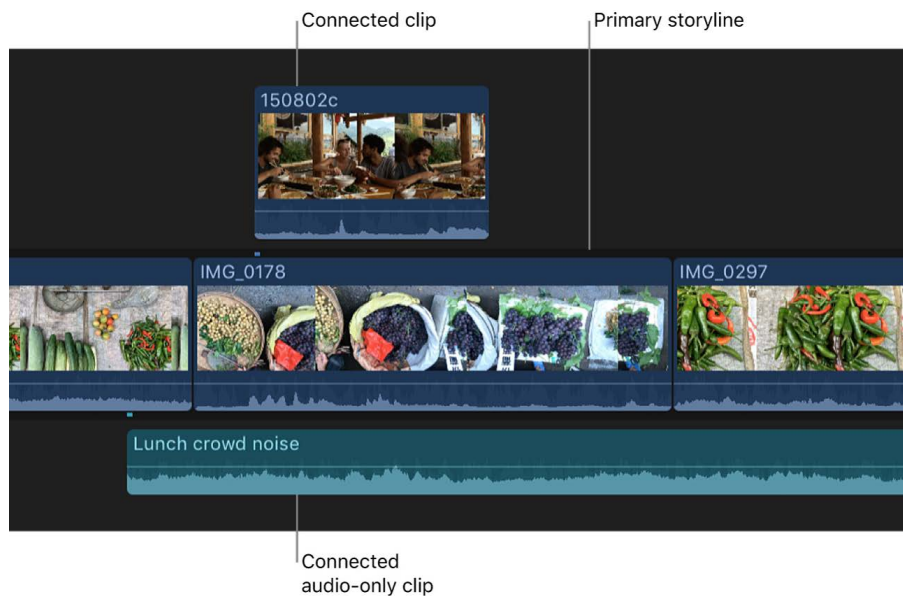 Connected clip
Primary storyline
150802c
IMG_0178
IMG_0297
Lunch crowd noise
Connected
audio-only clip